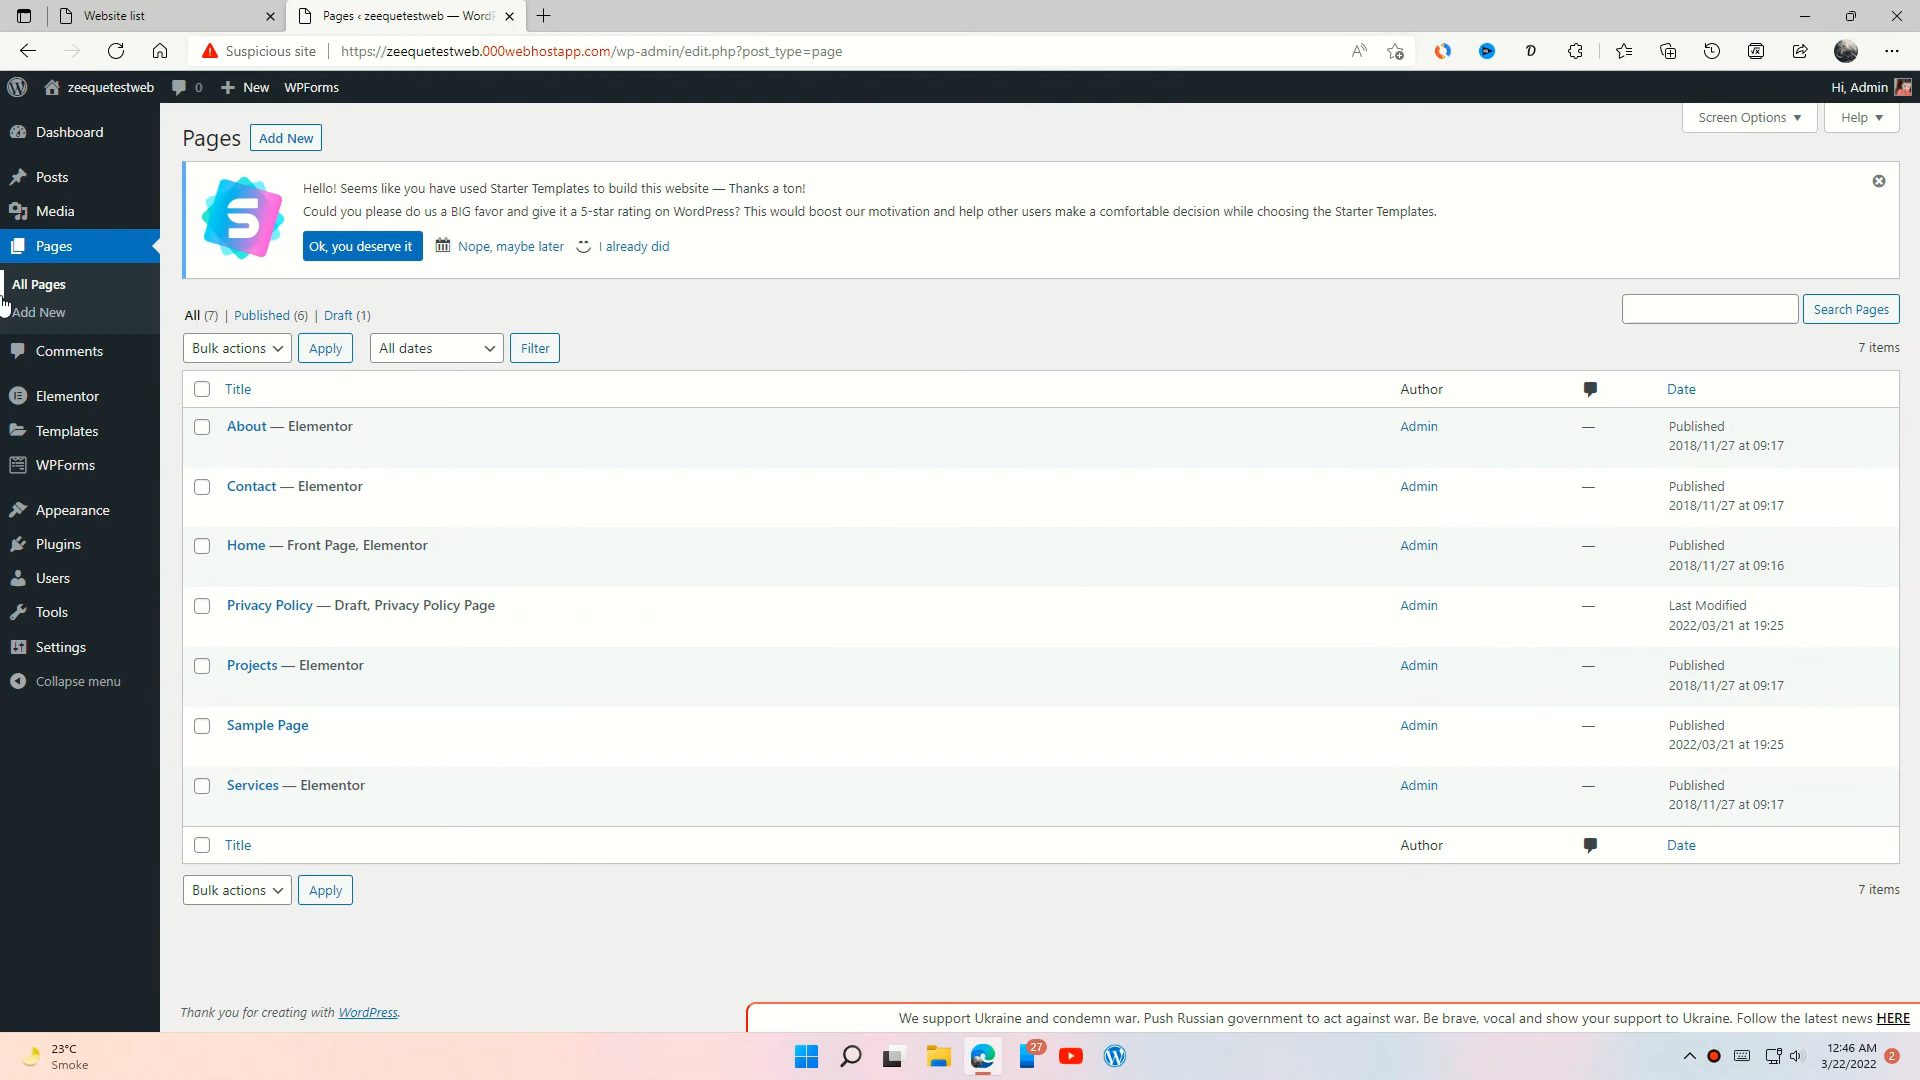 Website list
Pages ‹ zeequetestweb — WordP
Suspicious site
https://zeequetestweb.000webhostapp.com/wp-admin/edit.php?post_type=page
zeequetestweb
0
New
WPForms
Hi, Admin
Dashboard
Posts
Media
Pages
All Pages
Add New
Comments
Elementor
Templates
WPForms
Appearance
Plugins
Users
Tools
Settings
Collapse menu
Pages
Add New
Screen Options
Help
Hello! Seems like you have used Starter Templates to build this website — Thanks a ton!
Could you please do us a BIG favor and give it a 5-star rating on WordPress? This would boost our motivation and help other users make a comfortable decision while choosing the Starter Templates.
Ok, you deserve it
Nope, maybe later
I already did
All (7) | Published (6) | Draft (1)
Search Pages
Bulk actions
Apply
All dates
Filter
7 items
Title Author Date
About — Elementor Admin — Published
2018/11/27 at 09:17
Contact — Elementor Admin — Published
2018/11/27 at 09:17
Home — Front Page, Elementor Admin — Published
2018/11/27 at 09:16
Privacy Policy — Draft, Privacy Policy Page Admin — Last Modified
2022/03/21 at 19:25
Projects — Elementor Admin — Published
2018/11/27 at 09:17
Sample Page Admin — Published
2022/03/21 at 19:25
Services — Elementor Admin — Published
2018/11/27 at 09:17
Title Author Date
Bulk actions
Apply
7 items
Thank you for creating with WordPress.
We support Ukraine and condemn war. Push Russian government to act against war. Be brave, vocal and show your support to Ukraine. Follow the latest news HERE
23°C
Smoke
27
12:46 AM
3/22/2022
2